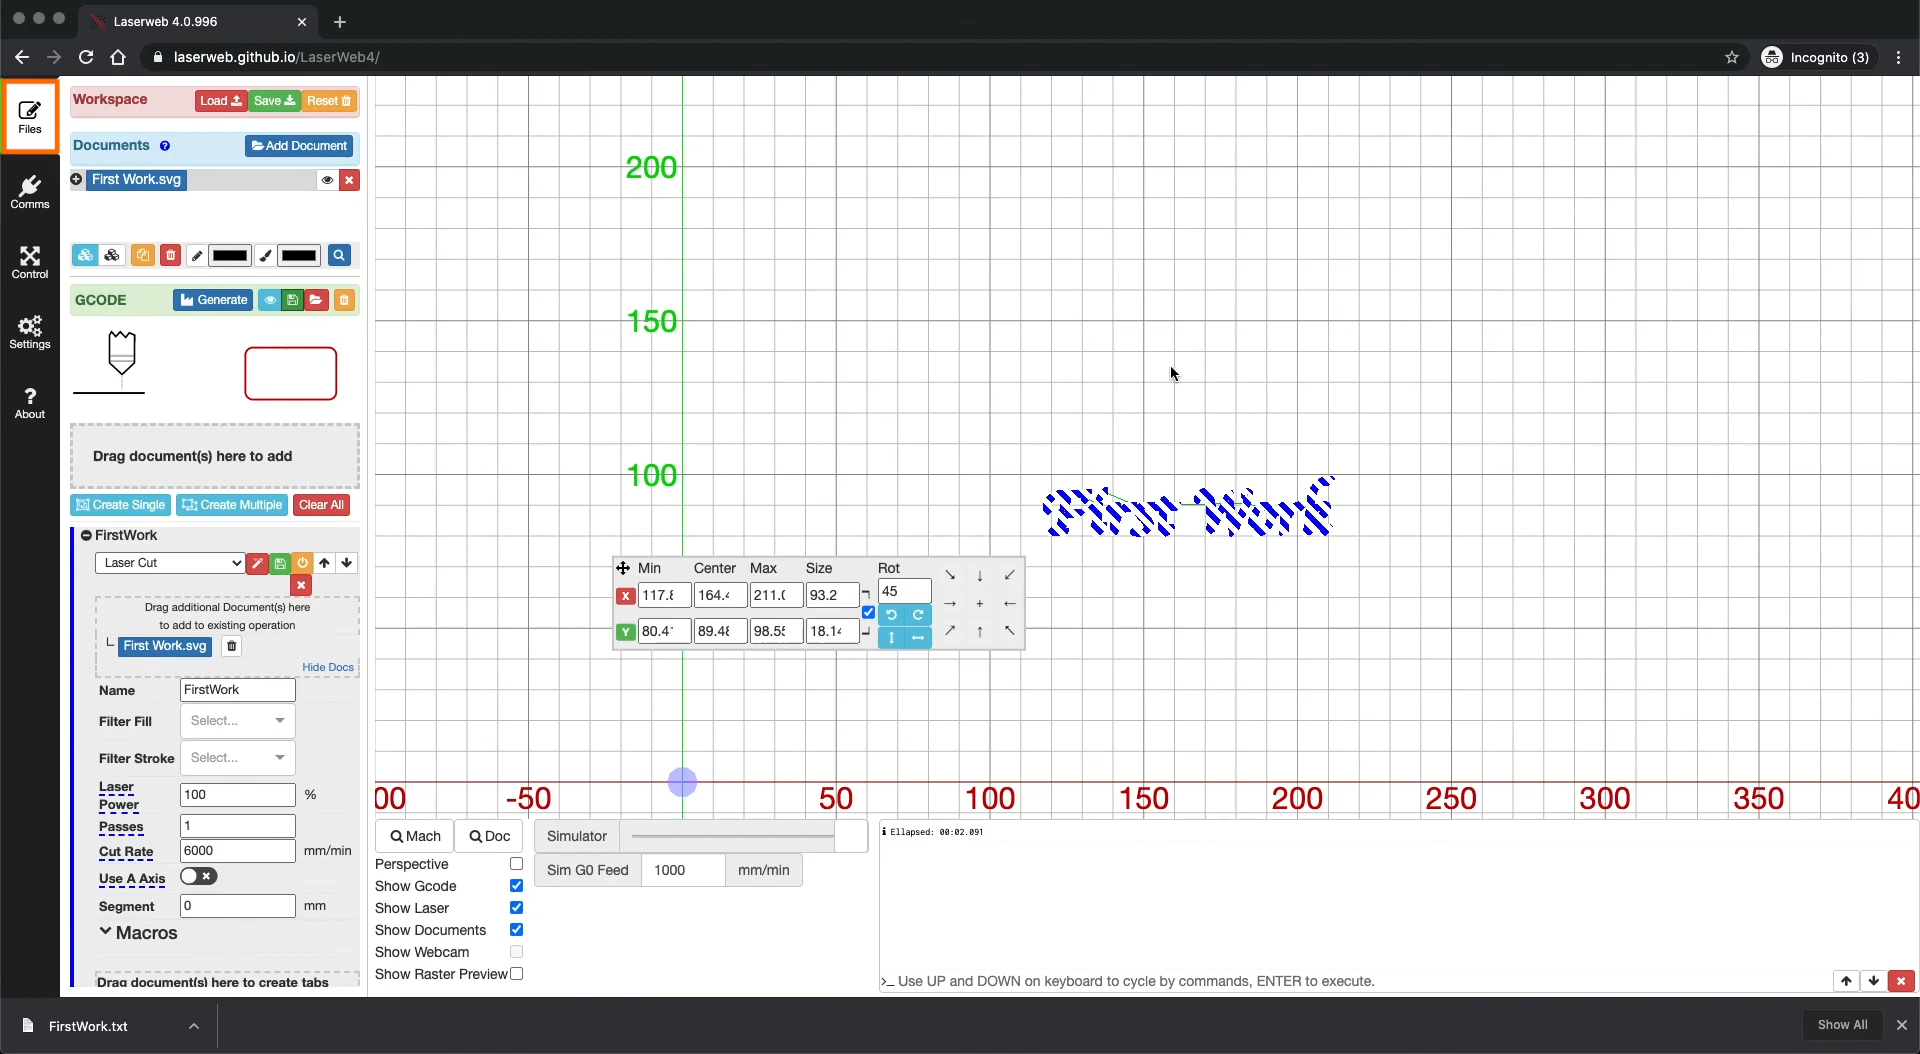 Laserweb 4.0.996
laserweb.github.io/LaserWeb4/
Incognito (3)
Files
Comms
Control
Settings
? About
Workspace
Load
Save
Reset
Documents
Add Document
First Work.svg
GCODE
Generate
Drag document(s) here to add
Create Single
Create Multiple
Clear All
FirstWork
Laser Cut
Drag additional Document(s) here
to add to existing operation
First Work.svg
Hide Docs
Name FirstWork
Filter Fill Select...
Filter Stroke Select...
Laser Power 100 %
Passes 1
Cut Rate 6000 mm/min
Use A Axis
Segment 0 mm
Macros
Drag document(s) here to create tabs
200
150
100
First Work
Min Center Max Size Rot
X 117.8 164.4 211.0 93.2 45
Y 80.4 89.48 98.55 18.14
00 -50 50 100 150 200 250 300 350 40
Mach
Doc
Perspective
Show Gcode
Show Laser
Show Documents
Show Webcam
Show Raster Preview
Simulator
Sim G0 Feed 1000 mm/min
Ellapsed: 00:02.091
>_ Use UP and DOWN on keyboard to cycle by commands, ENTER to execute.
FirstWork.txt
Show All